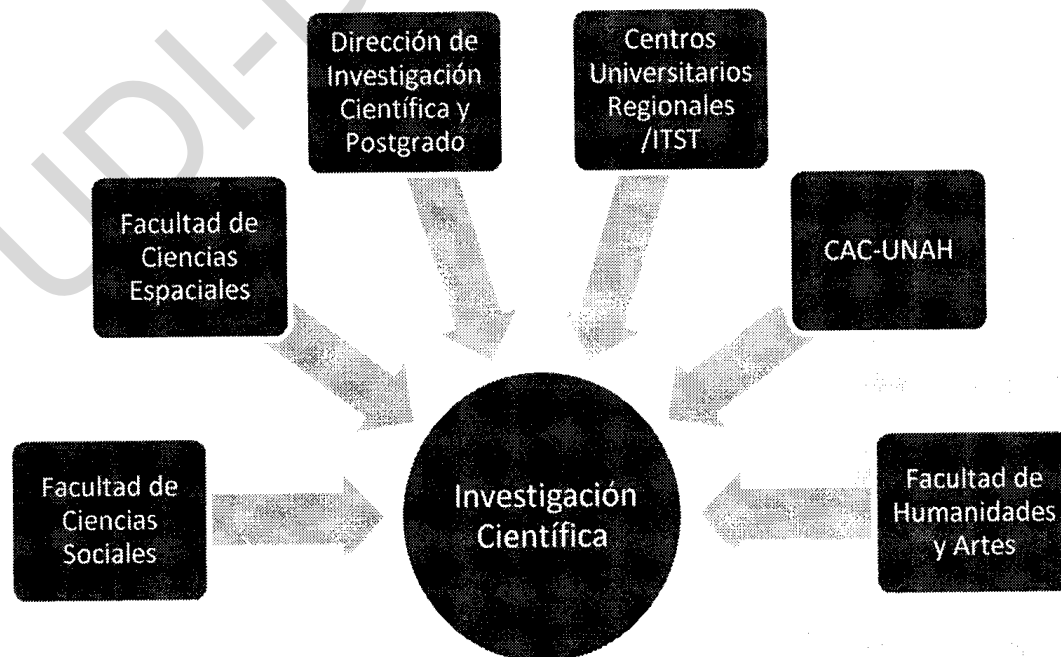 UDI-D
Dirección de
Investigación
Científica y
Postgrado
Centros
Universitarios
Regionales
/ITST
Facultad de
Ciencias
Espaciales
CAC-UNAH
Facultad de
Ciencias
Sociales
Investigación
Científica
Facultad de
Humanidades
y Artes